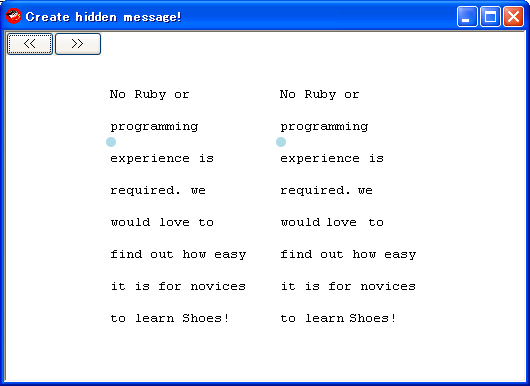 Create hidden message!
<< >>
No Ruby or
programming
experience is
required. we
would love to
find out how easy
it is for novices
to learn Shoes!
No Ruby or
programming
experience is
required. we
would love to
find out how easy
it is for novices
to learn Shoes!